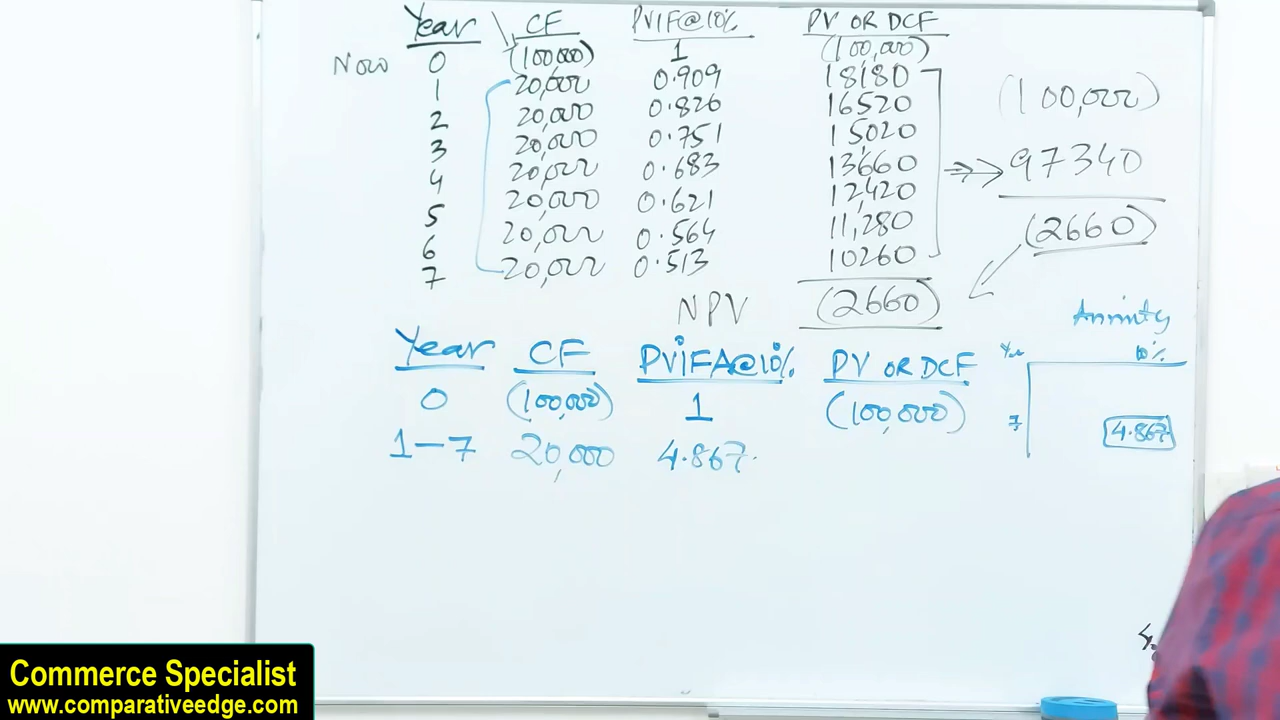 Year CF PVIF@10% PV OR DCF
Now 0 (100,000) 1 (100,000)
1 20,000 0.909 18180
2 20,000 0.826 16520
3 20,000 0.751 15020
4 20,000 0.683 13660
5 20,000 0.621 12,420
6 20,000 0.564 11,280
7 20,000 0.513 10260
NPV (2660)
(100,000)
97340
(2660)
Year CF PViFA@10% PV OR DCF
0 (100,000) 1 (100,000)
1-7 20,000 4.867
Annuity
10%
7 4.867
Commerce Specialist
www.comparativeedge.com